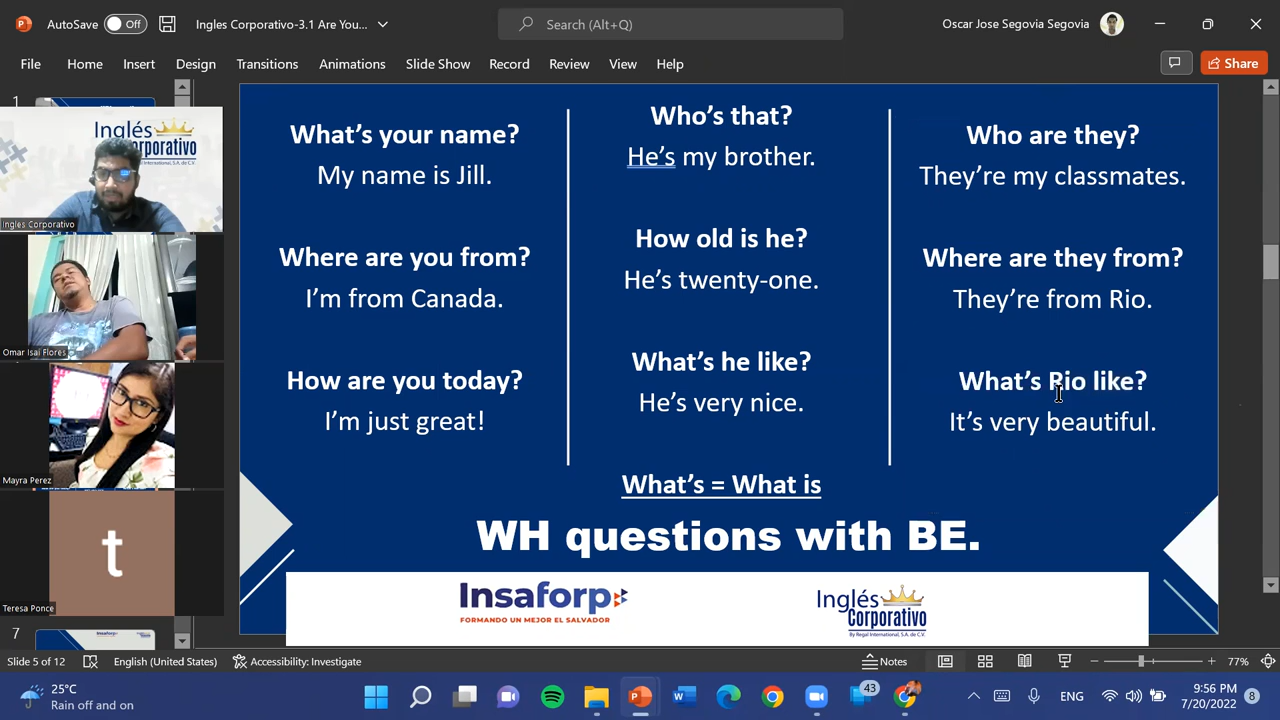 AutoSave Off Ingles Corporativo-3.1 Are You... Search (Alt+Q) Oscar Jose Segovia Segovia
File Home Insert Design Transitions Animations Slide Show Record Review View Help Share
1
Inglés
Corporativo
Ingles Corporativo
Omar Isai Flores
Mayra Perez
t
Teresa Ponce
7
What's your name?
My name is Jill.
Where are you from?
I'm from Canada.
How are you today?
I'm just great!
Who's that?
He's my brother.
How old is he?
He's twenty-one.
What's he like?
He's very nice.
Who are they?
They're my classmates.
Where are they from?
They're from Rio.
What's Rio like?
It's very beautiful.
What's = What is
WH questions with BE.
Insaforp
FORMANDO UN MEJOR EL SALVADOR
Inglés
Corporativo
By Regal International, S.A. de C.V.
Slide 5 of 12 English (United States) Accessibility: Investigate Notes 77%
25°C
Rain off and on
43
ENG
9:56 PM
7/20/2022
8